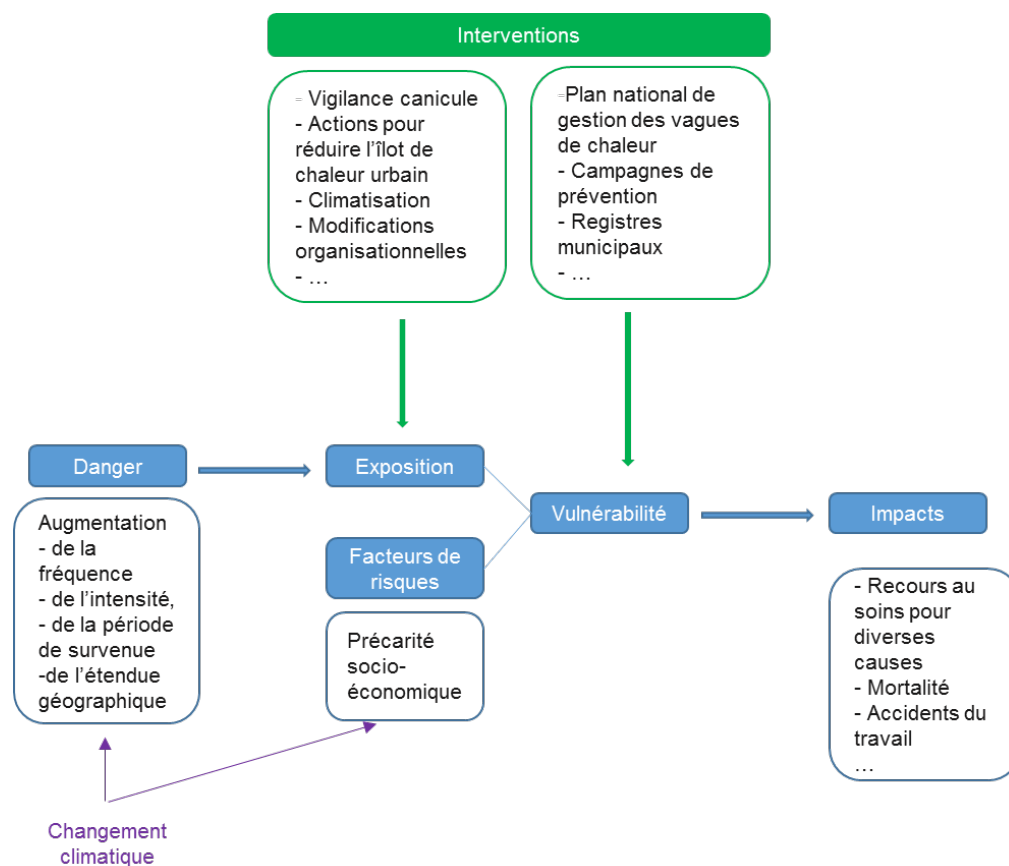 Interventions
= Vigilance canicule
- Actions pour
réduire l'îlot de
chaleur urbain
- Climatisation
- Modifications
organisationnelles
- …
=Plan national de
gestion des vagues
de chaleur
- Campagnes de
prévention
- Registres
municipaux
- …
Danger
Augmentation
- de la
fréquence
- de l'intensité,
- de la période
de survenue
-de l'étendue
géographique
Exposition
Facteurs de
risques
Précarité
socio-
économique
Vulnérabilité
Impacts
- Recours au
soins pour
diverses
causes
- Mortalité
- Accidents du
travail
…
Changement
climatique